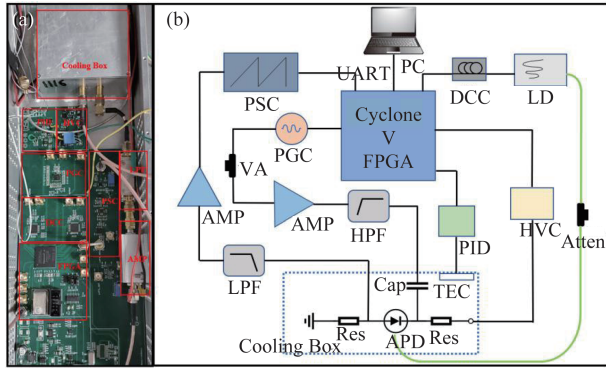 (a)
Cooling Box
AMP
(b)
PSC
UART
PC
DCC
LD
PGC
Cyclone
V
FPGA
VA
AMP
AMP
HPF
PID
HVC
Atten
LPF
Cap
TEC
Res
APD
Res
Cooling Box